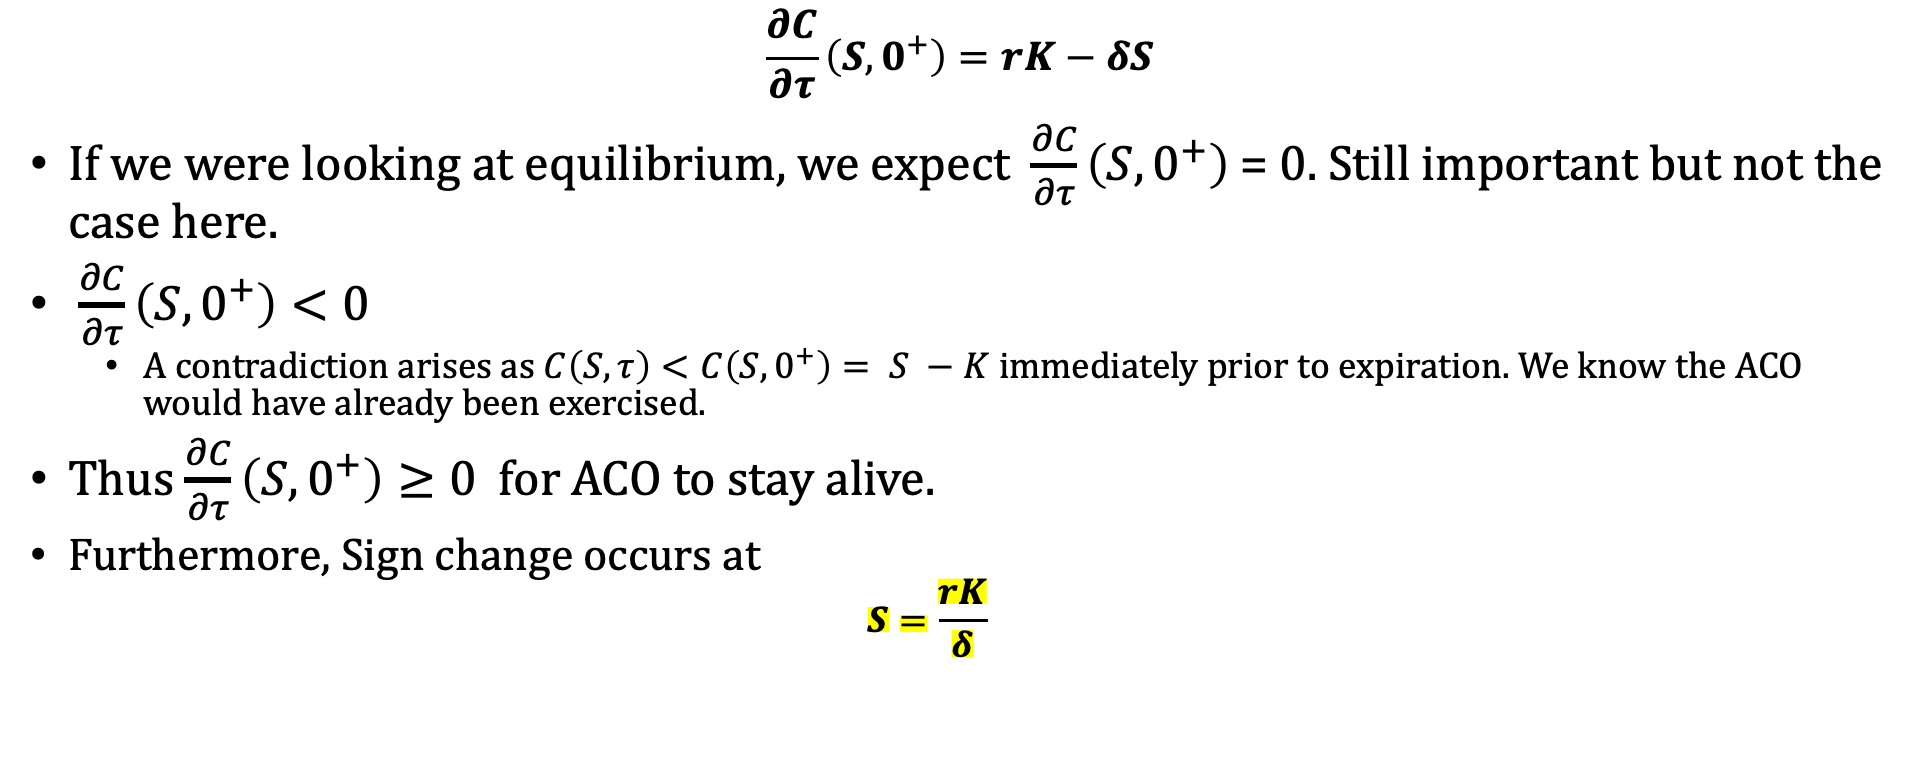 ∂C/∂τ (S, 0⁺) = rK − δS
• If we were looking at equilibrium, we expect ∂C/∂τ (S, 0⁺) = 0. Still important but not the
case here.
• ∂C/∂τ (S, 0⁺) < 0
• A contradiction arises as C(S, τ) < C(S, 0⁺) = S − K immediately prior to expiration. We know the ACO
would have already been exercised.
• Thus ∂C/∂τ (S, 0⁺) ≥ 0 for ACO to stay alive.
• Furthermore, Sign change occurs at
S = rK/δ